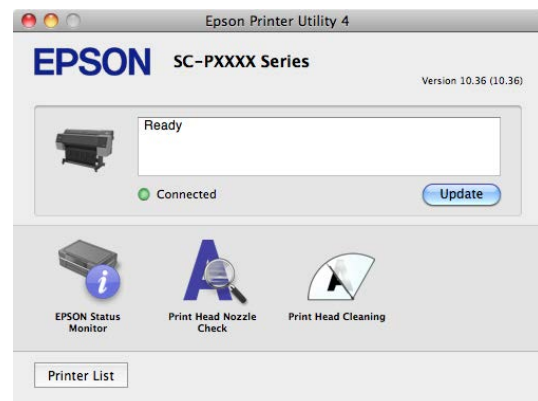 Epson Printer Utility 4
EPSON
SC-PXXXX Series
Version 10.36 (10.36)
Ready
Connected
Update
EPSON Status
Monitor
Print Head Nozzle
Check
Print Head Cleaning
Printer List